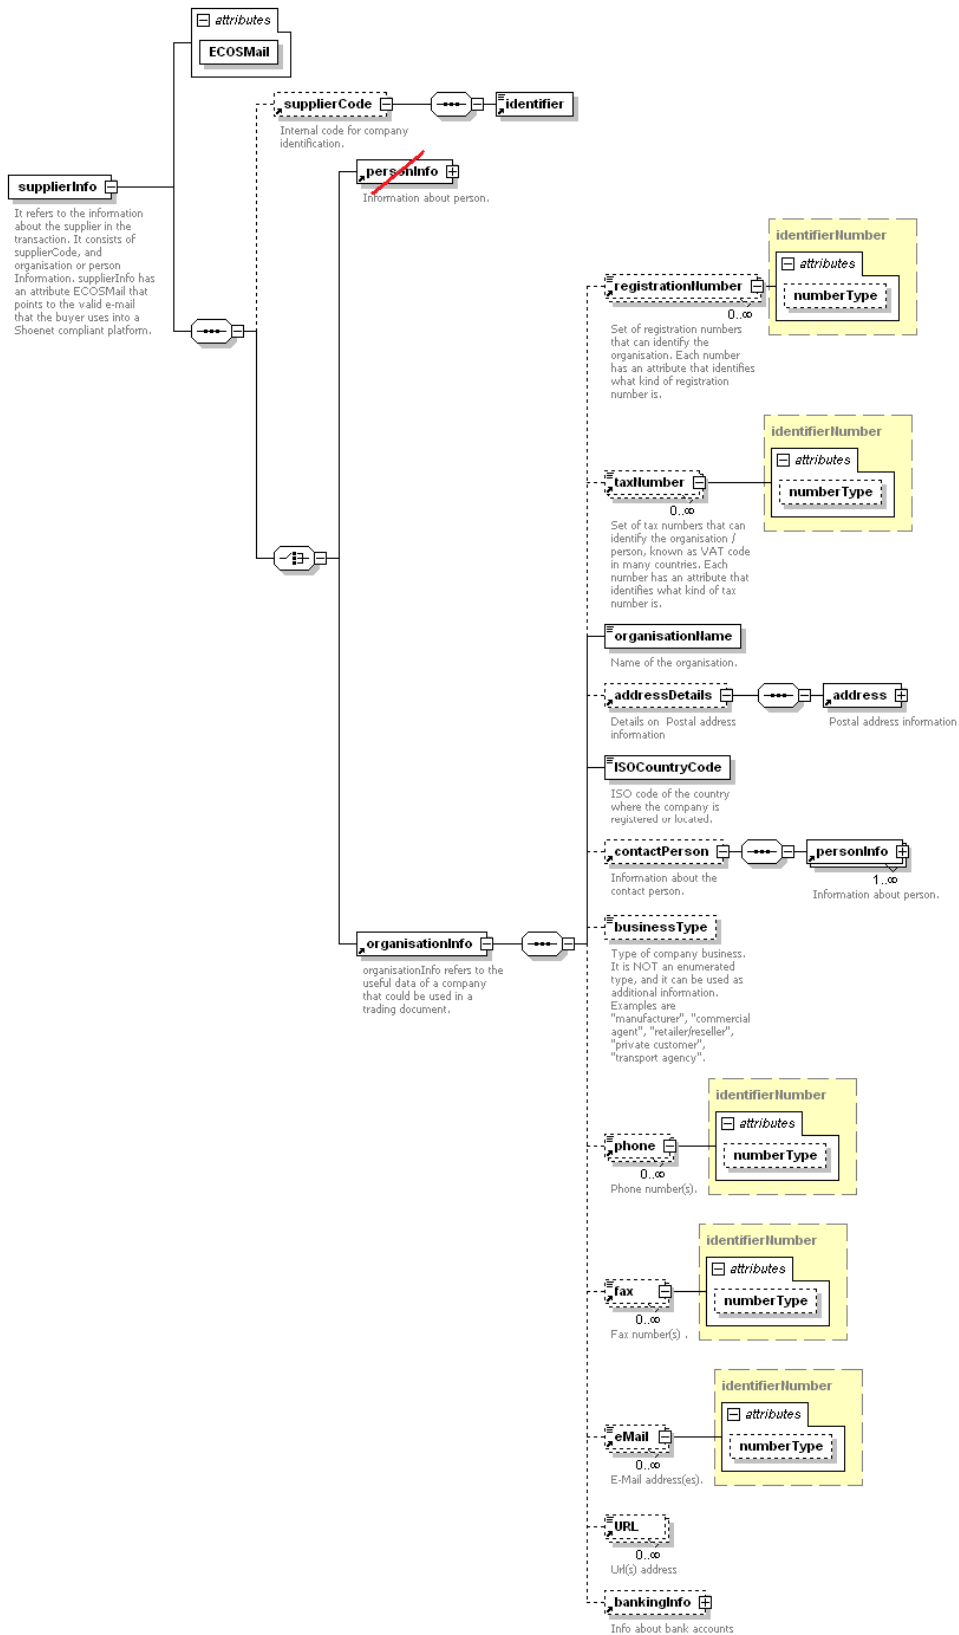 attributes
ECOSMail
supplierCode
identifier
Internal code for company
identification.
personInfo
Information about person.
supplierInfo
It refers to the information
about the supplier in the
transaction. It consists of
supplierCode, and
organisation or person
Information. supplierInfo has
an attribute ECOSMail that
points to the valid e-mail
that the buyer uses into a
Shoenet compliant platform.
identifierNumber
attributes
numberType
registrationNumber
0..∞
Set of registration numbers
that can identify the
organisation. Each number
has an attribute that identifies
what kind of registration
number is.
identifierNumber
attributes
numberType
taxNumber
0..∞
Set of tax numbers that can
identify the organisation /
person, known as VAT code
in many countries. Each
number has an attribute that
identifies what kind of tax
number is.
organisationName
Name of the organisation.
addressDetails
address
Details on Postal address
information
Postal address information
ISOCountryCode
ISO code of the country
where the company is
registered or located.
contactPerson
personInfo
1..∞
Information about the
contact person.
Information about person.
businessType
Type of company business.
It is NOT an enumerated
type, and it can be used as
additional information.
Examples are
"manufacturer", "commercial
agent", "retailer/reseller",
"private customer",
"transport agency".
organisationInfo
organisationInfo refers to the
useful data of a company
that could be used in a
trading document.
identifierNumber
attributes
numberType
phone
0..∞
Phone number(s).
identifierNumber
attributes
numberType
fax
0..∞
Fax number(s) .
identifierNumber
attributes
numberType
eMail
0..∞
E-Mail address(es).
URL
0..∞
Url(s) address
bankingInfo
Info about bank accounts